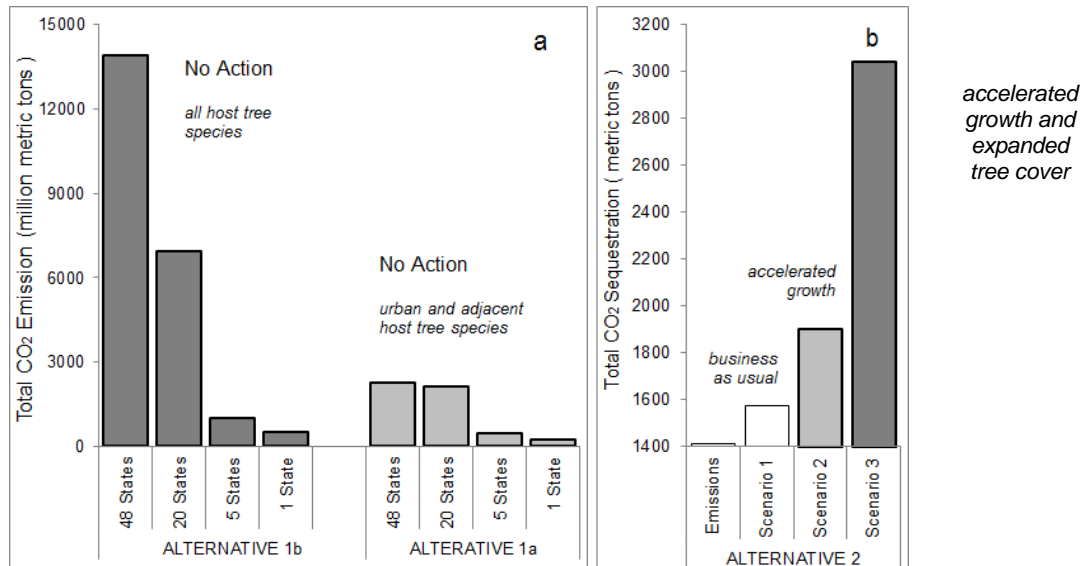 a
Total CO2 Emission (million metric tons )
15000
12000
9000
6000
3000
0
No Action
all host tree
species
No Action
urban and adjacent
host tree species
48 States
20 States
5 States
1 State
48 States
20 States
5 States
1 State
ALTERNATIVE 1b
ALTERATIVE 1a
b
Total CO2 Sequestration ( metric tons )
3200
3000
2800
2600
2400
2200
2000
1800
1600
1400
business
as usual
accelerated
growth
Emissions
Scenario 1
Scenario 2
Scenario 3
ALTERNATIVE 2
accelerated
growth and
expanded
tree cover